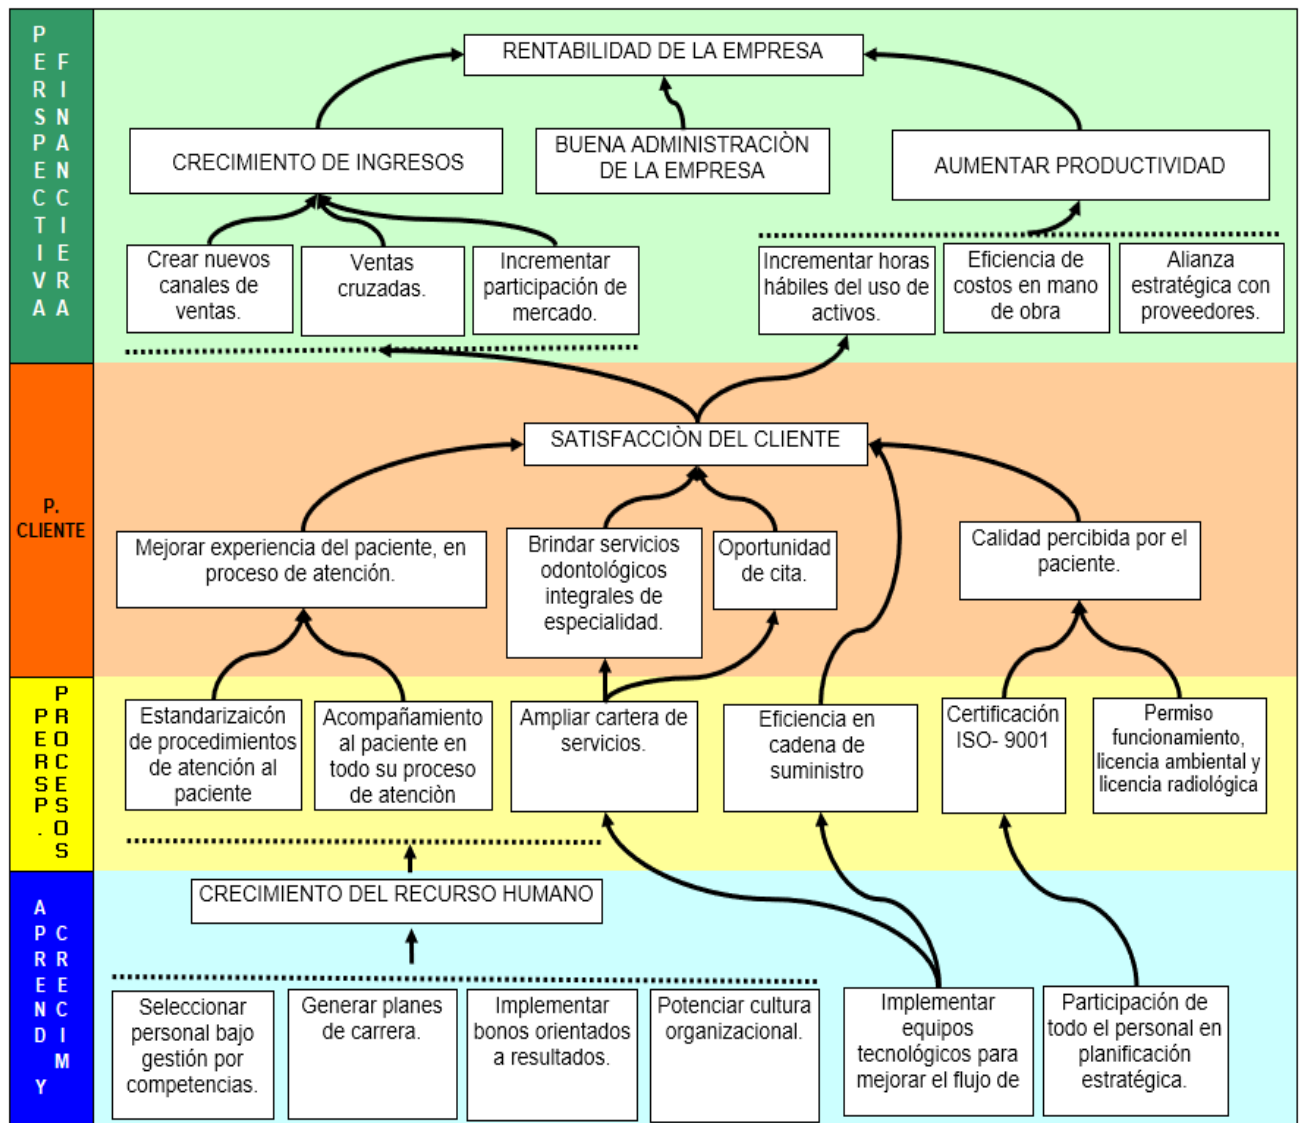 PERSPECTIVA
FINANCIERA
RENTABILIDAD DE LA EMPRESA
CRECIMIENTO DE INGRESOS
BUENA ADMINISTRACIÒN
DE LA EMPRESA
AUMENTAR PRODUCTIVIDAD
Crear nuevos
canales de
ventas.
Ventas
cruzadas.
Incrementar
participación de
mercado.
Incrementar horas
hábiles del uso de
activos.
Eficiencia de
costos en mano
de obra
Alianza
estratégica con
proveedores.
P.
CLIENTE
SATISFACCIÒN DEL CLIENTE
Mejorar experiencia del paciente, en
proceso de atención.
Brindar servicios
odontológicos
integrales de
especialidad.
Oportunidad
de cita.
Calidad percibida por el
paciente.
PERSP.
PROCESOS
Estandarizaicón
de procedimientos
de atención al
paciente
Acompañamiento
al paciente en
todo su proceso
de atenciòn
Ampliar cartera de
servicios.
Eficiencia en
cadena de
suministro
Certificación
ISO- 9001
Permiso
funcionamiento,
licencia ambiental y
licencia radiológica
APREND Y
CRECIM
CRECIMIENTO DEL RECURSO HUMANO
Seleccionar
personal bajo
gestión por
competencias.
Generar planes
de carrera.
Implementar
bonos orientados
a resultados.
Potenciar cultura
organizacional.
Implementar
equipos
tecnológicos para
mejorar el flujo de
Participación de
todo el personal en
planificación
estratégica.